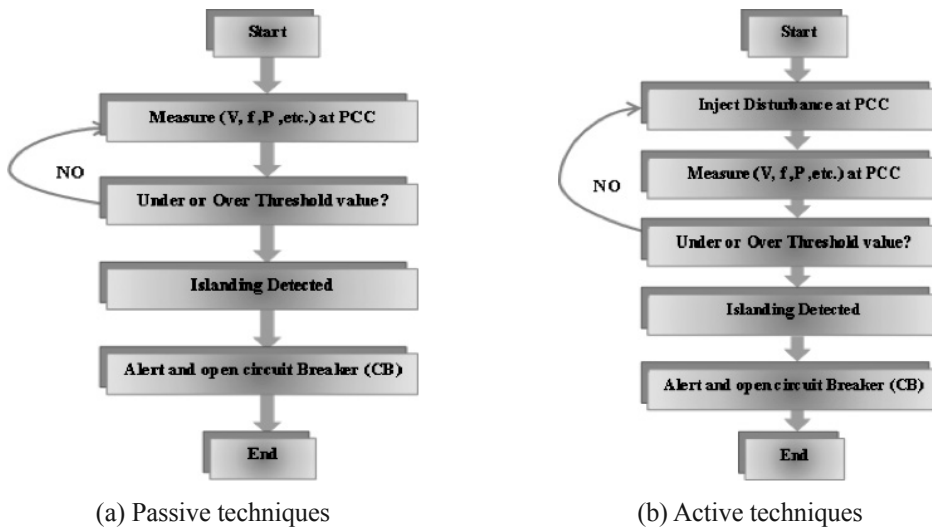 Start
Measure (V, f ,P ,etc.) at PCC
NO
Under or Over Threshold value?
Islanding Detected
Alert and open circuit Breaker (CB)
End
(a) Passive techniques
Start
Inject Disturbance at PCC
Measure (V, f ,P ,etc.) at PCC
NO
Under or Over Threshold value?
Islanding Detected
Alert and open circuit Breaker (CB)
End
(b) Active techniques